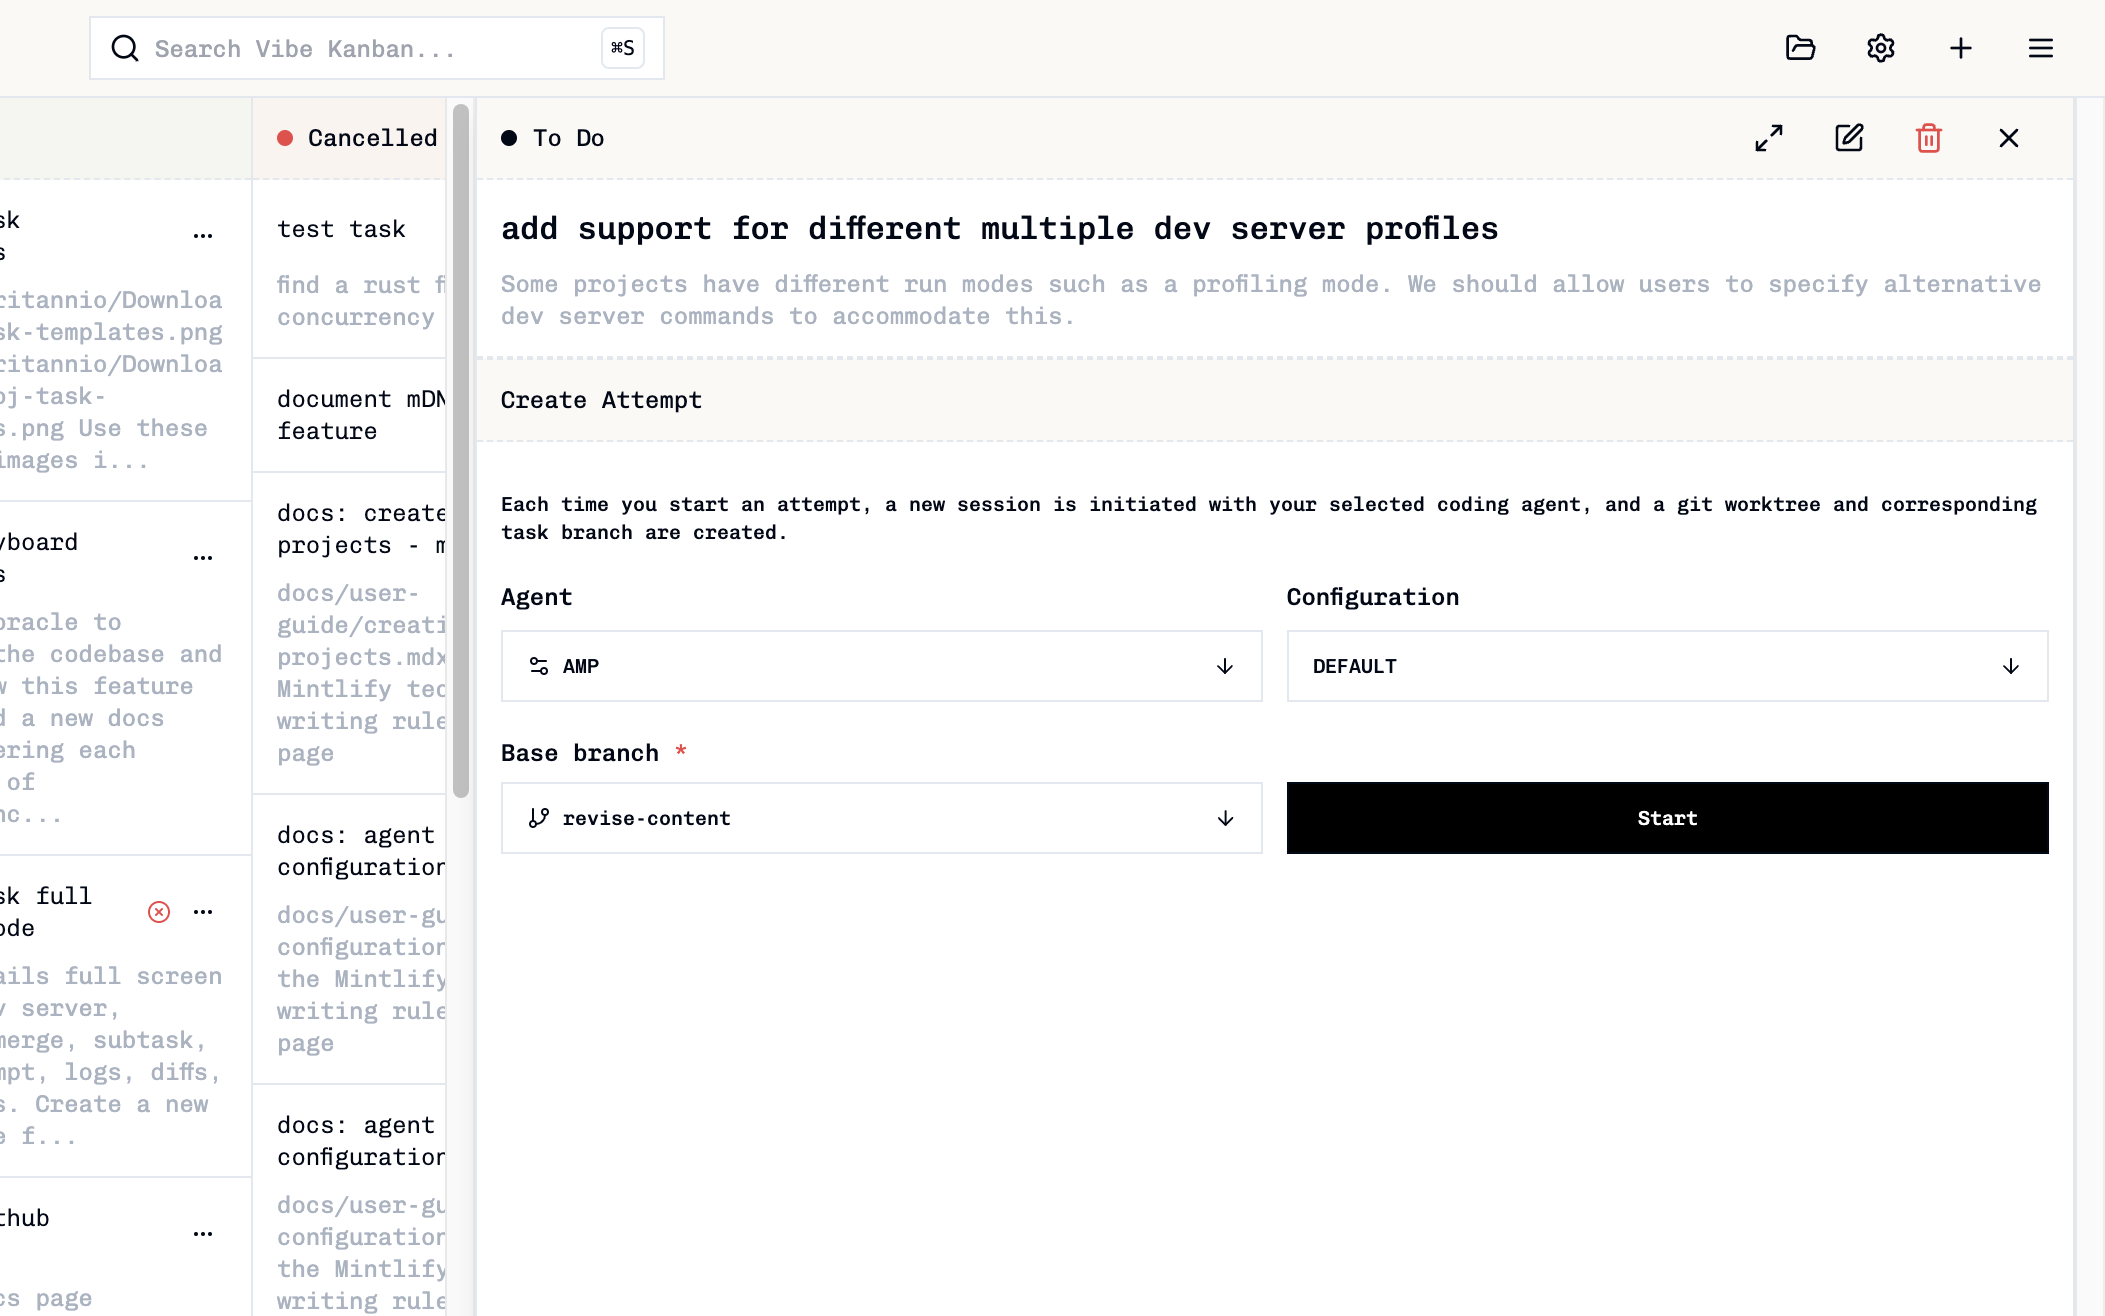 Search Vibe Kanban...
⌘S
sk
s
ritannio/Downloa
sk-templates.png
ritannio/Downloa
oj-task-
s.png Use these
images i...
yboard
s
oracle to
the codebase and
w this feature
d a new docs
ering each
of
nc...
sk full
ode
ails full screen
v server,
merge, subtask,
mpt, logs, diffs,
s. Create a new
e f...
thub
cs page
Cancelled
test task
find a rust fi
concurrency
document mDN
feature
docs: create
projects - m
docs/user-
guide/creati
projects.mdx
Mintlify tec
writing rule
page
docs: agent
configuration
docs/user-gu
configuration
the Mintlify
writing rule
page
docs: agent
configuration
docs/user-gu
configuration
the Mintlify
writing rule
To Do
add support for different multiple dev server profiles
Some projects have different run modes such as a profiling mode. We should allow users to specify alternative
dev server commands to accommodate this.
Create Attempt
Each time you start an attempt, a new session is initiated with your selected coding agent, and a git worktree and corresponding
task branch are created.
Agent
Configuration
AMP
DEFAULT
Base branch *
revise-content
Start